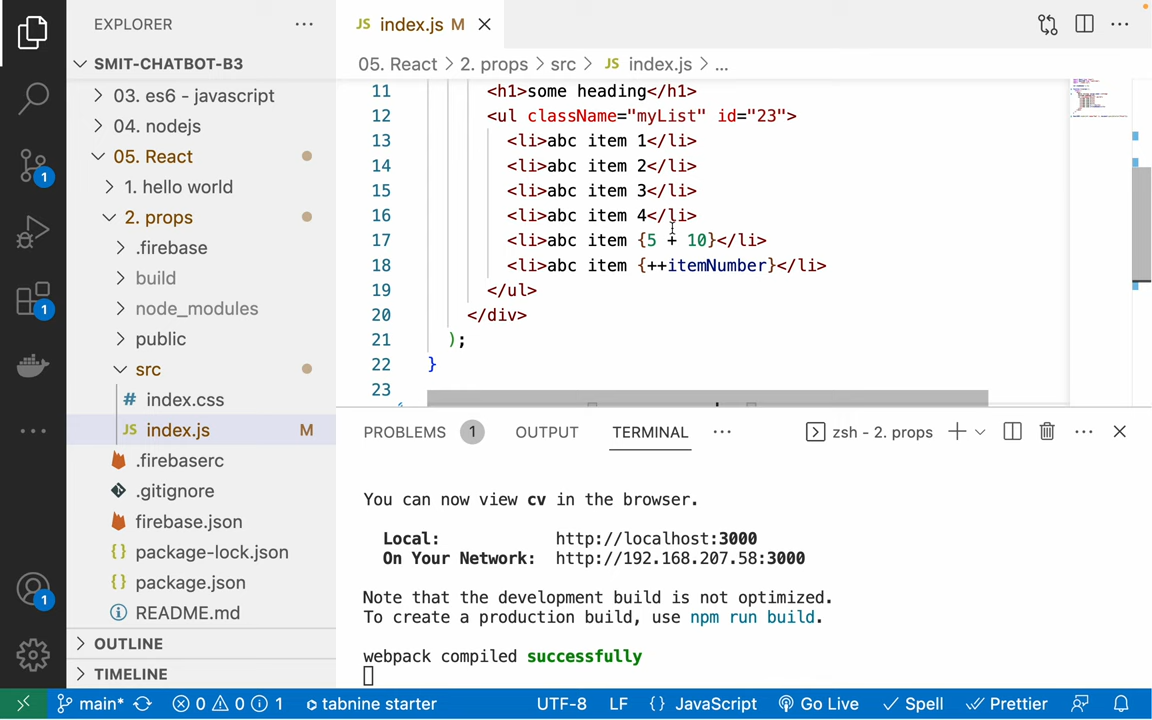 EXPLORER
SMIT-CHATBOT-B3
03. es6 - javascript
04. nodejs
05. React
1. hello world
2. props
.firebase
build
node_modules
public
src
# index.css
JS index.js M
.firebaserc
.gitignore
firebase.json
{} package-lock.json
{} package.json
README.md
OUTLINE
TIMELINE
1
1
1
JS index.js M
05. React > 2. props > src > JS index.js > ...
11 <h1>some heading</h1>
12 <ul className="myList" id="23">
13 <li>abc item 1</li>
14 <li>abc item 2</li>
15 <li>abc item 3</li>
16 <li>abc item 4</li>
17 <li>abc item {5 + 10}</li>
18 <li>abc item {++itemNumber}</li>
19 </ul>
20 </div>
21 );
22 }
23
PROBLEMS 1 OUTPUT TERMINAL ... zsh - 2. props
You can now view cv in the browser.
Local: http://localhost:3000
On Your Network: http://192.168.207.58:3000
Note that the development build is not optimized.
To create a production build, use npm run build.
webpack compiled successfully
main* 0 0 1 tabnine starter UTF-8 LF {} JavaScript Go Live Spell Prettier